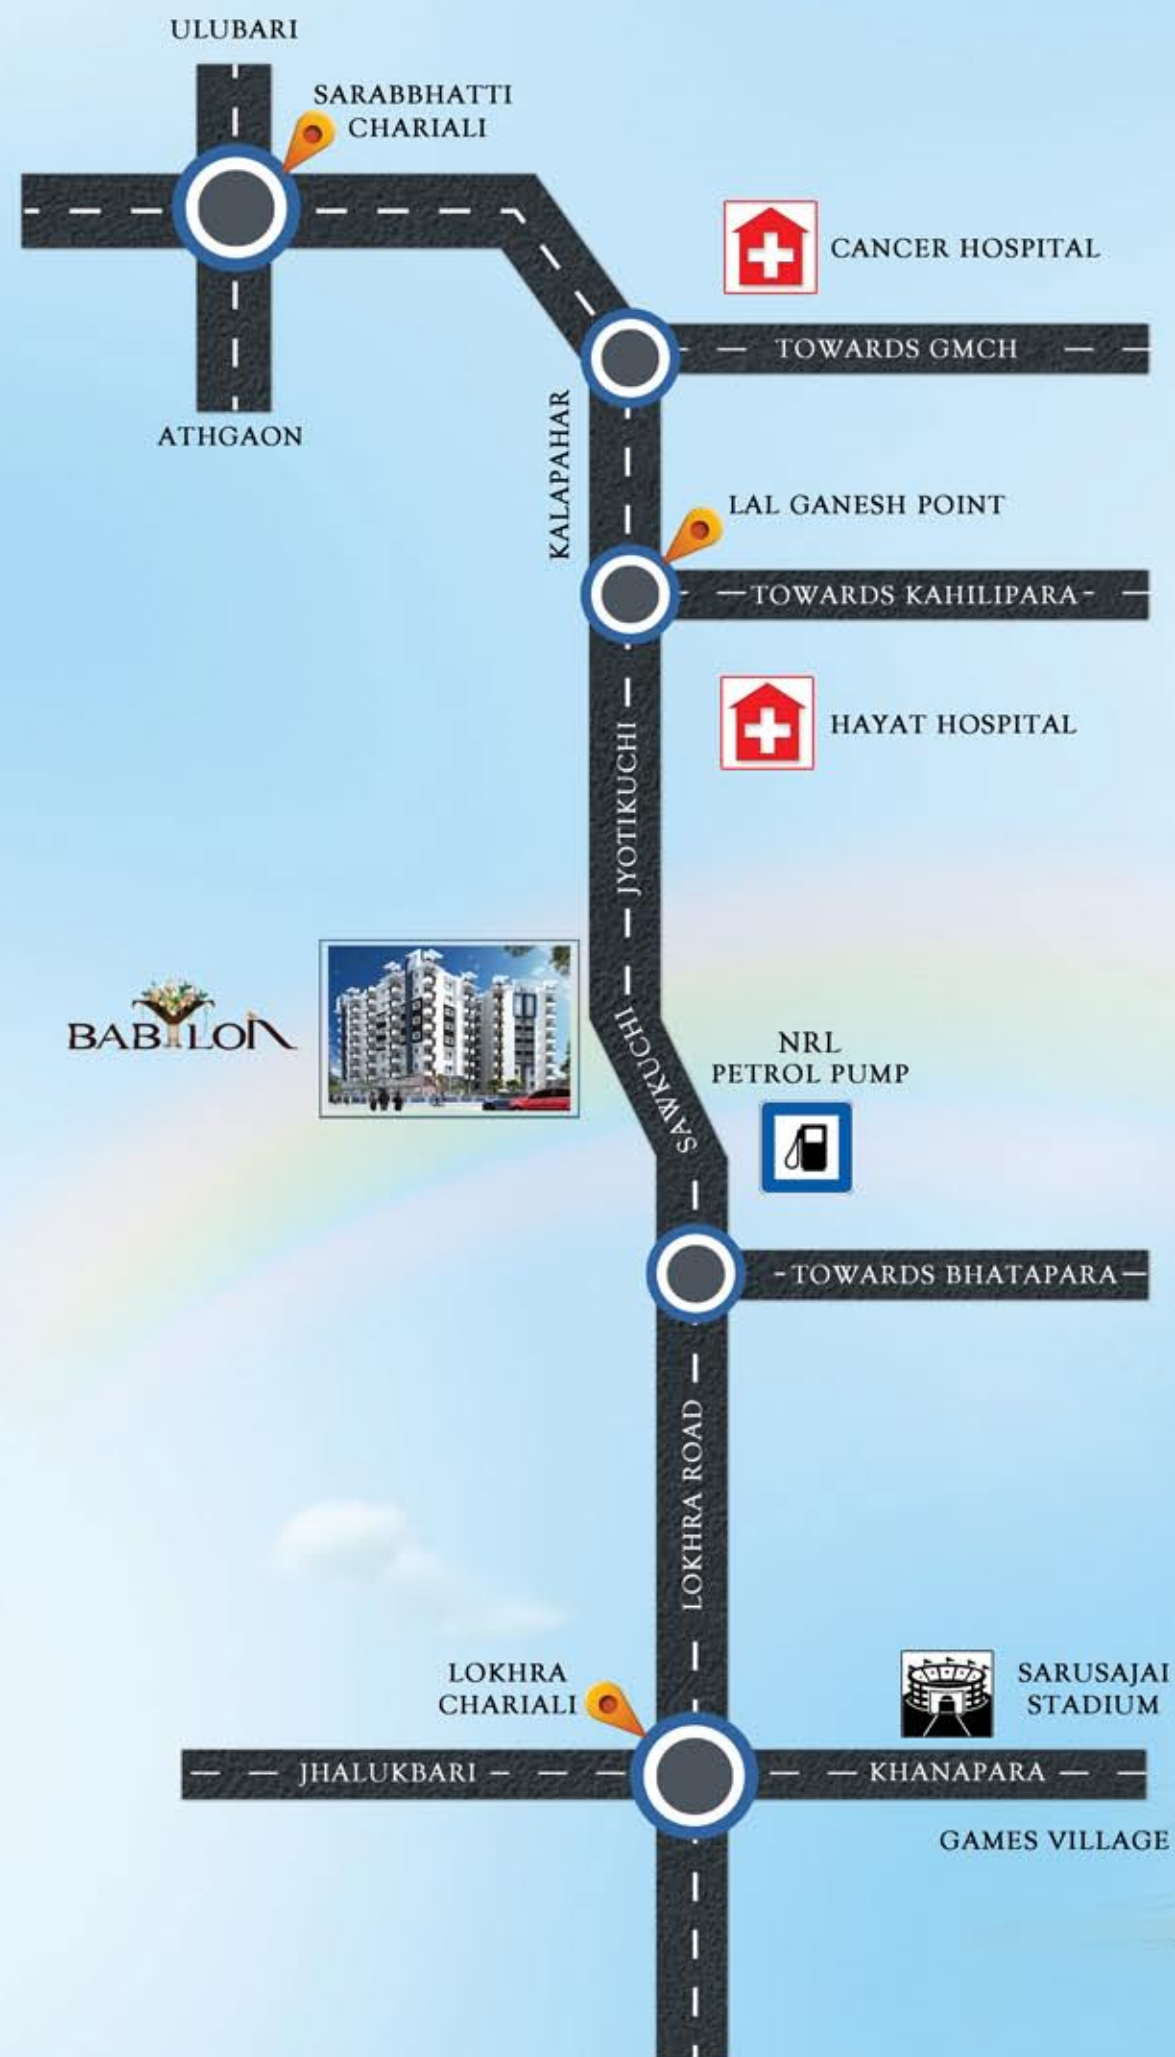 ULUBARI
SARABBHATTI
CHARIALI
CANCER HOSPITAL
TOWARDS GMCH
KALAPAHAR
ATHGAON
LAL GANESH POINT
TOWARDS KAHILIPARA
HAYAT HOSPITAL
JYOTIKUCHI
BABYLON
SAWKUCHI
NRL
PETROL PUMP
TOWARDS BHATAPARA
LOKHRA ROAD
LOKHRA
CHARIALI
SARUSAJAI
STADIUM
JHALUKBARI
KHANAPARA
GAMES VILLAGE